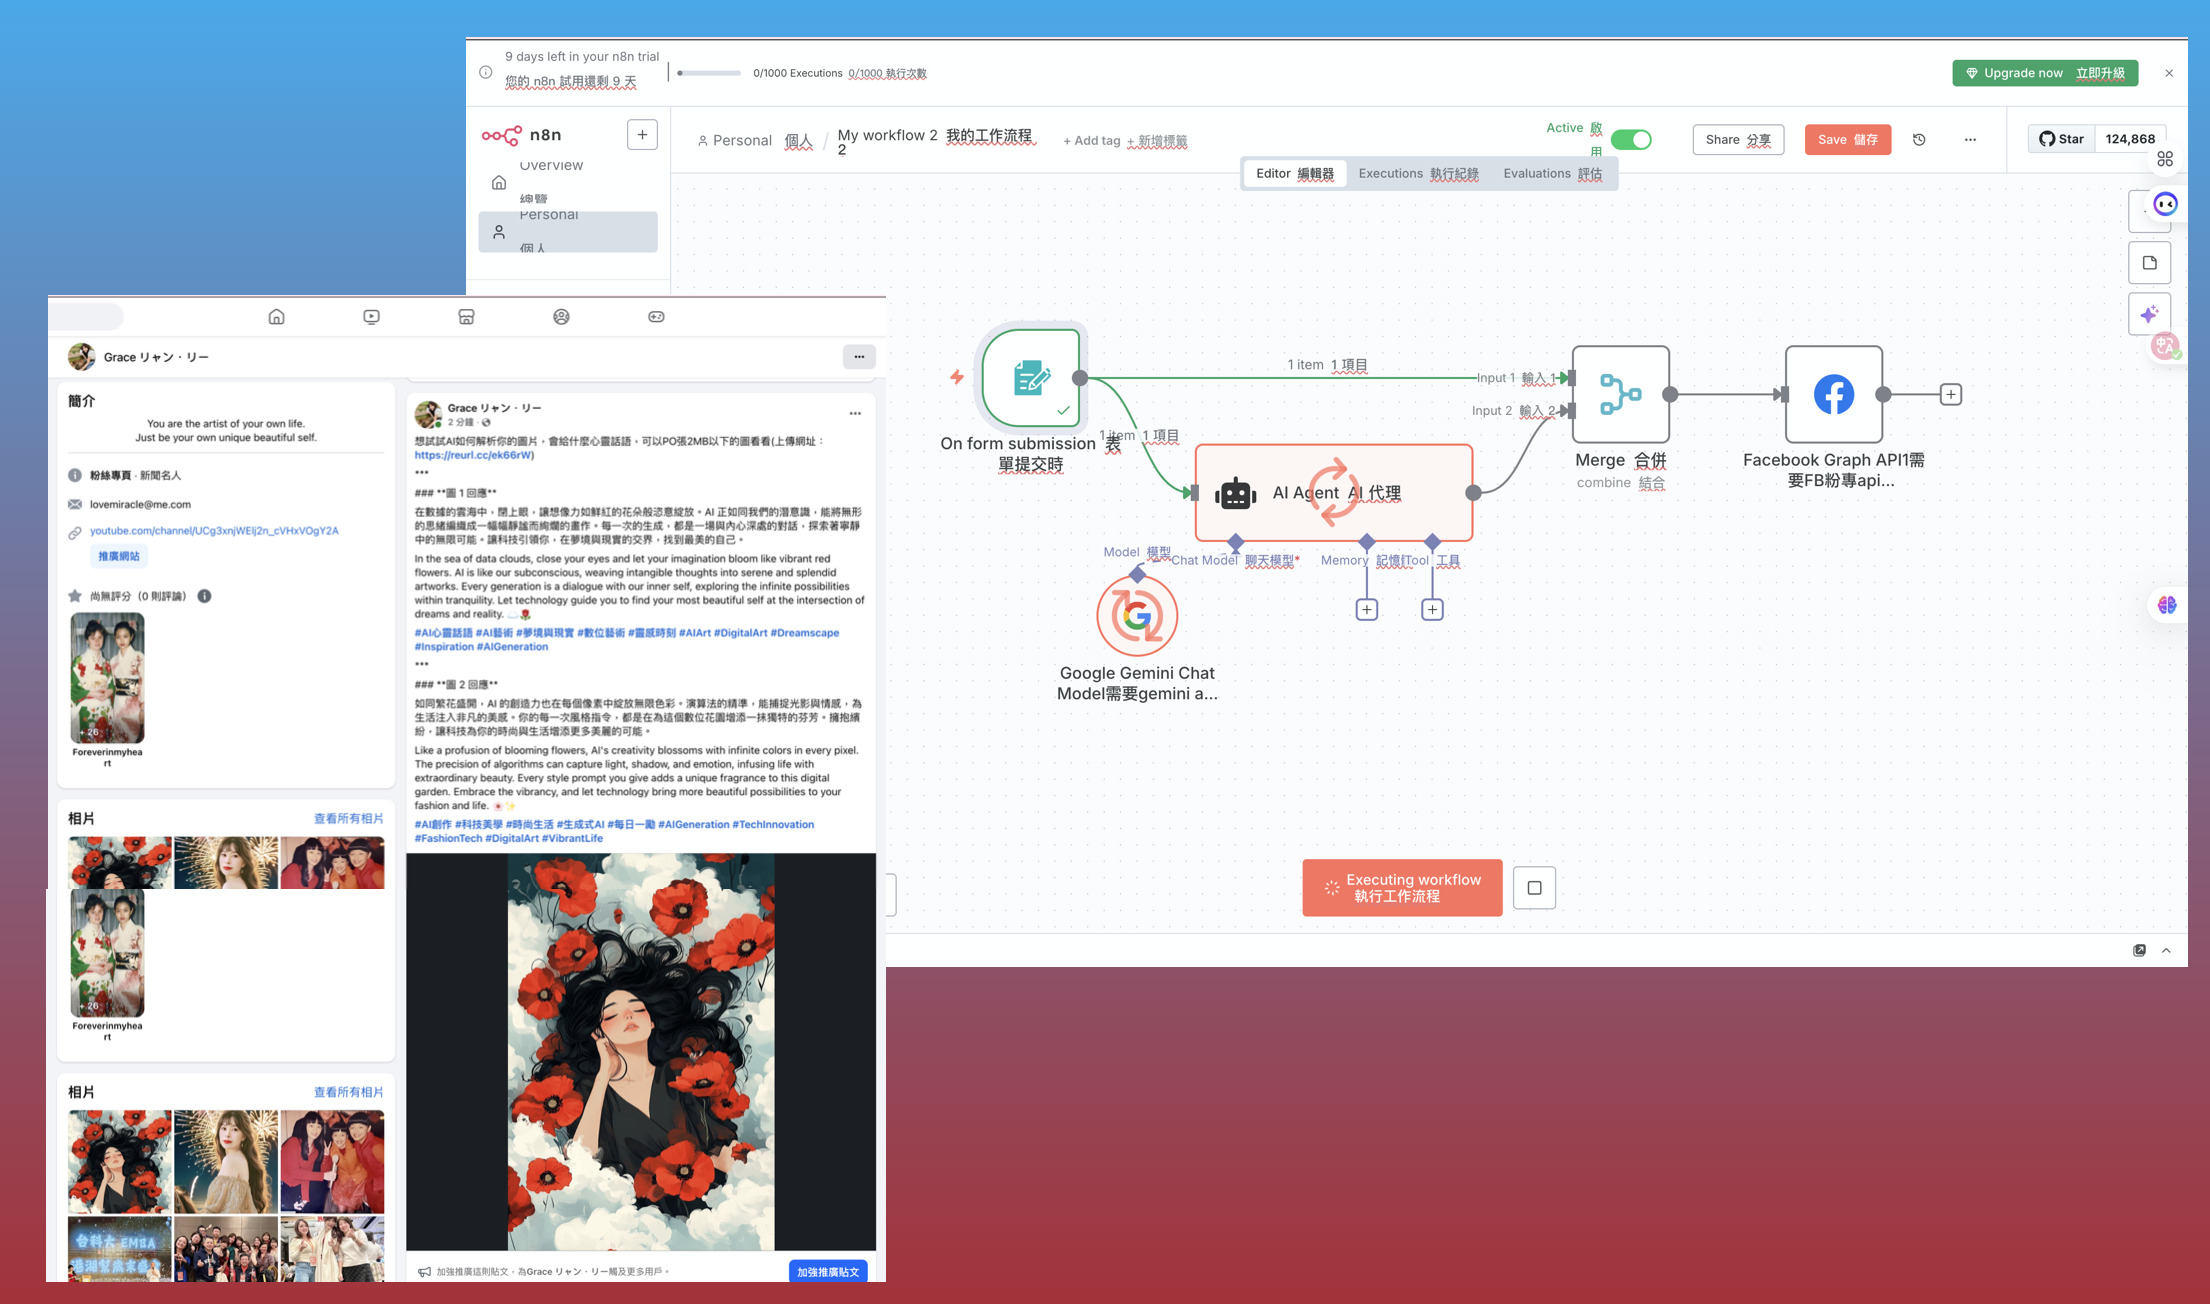 9 days left in your n8n trial
您的 n8n 試用還剩 9 天
0/1000 Executions 0/1000 執行次數
Upgrade now 立即升級
n8n
Overview
總覽
Personal
個人
Personal 個人 / My workflow 2 我的工作流程 2
+ Add tag + 新增標籤
Active 啟用
Share 分享
Save 儲存
Star 124,868
Editor 編輯器
Executions 執行紀錄
Evaluations 評估
On form submission 表單提交時
1 item 1 項目
1 item 1 項目
Input 1 輸入 1
Input 2 輸入 2
AI Agent AI 代理
Model 模型
Chat Model 聊天模型*
Memory 記憶體
Tool 工具
Google Gemini Chat
Model需要gemini a...
Merge 合併
combine 結合
Facebook Graph API1需
要FB粉專api...
Executing workflow
執行工作流程
Grace リャン · リー
簡介
You are the artist of your own life.
Just be your own unique beautiful self.
粉絲專頁 · 新聞名人
lovemiracle@me.com
youtube.com/channel/UCg3xnjWElj2n_cVHxVOgY2A
推廣網站
尚無評分（0 則評論）
+ 26
Foreverinmyhea
rt
相片
查看所有相片
+ 26
Foreverinmyhea
rt
相片
查看所有相片
台科大 EMBA
Grace リャン · リー
2 分鐘
想試試AI如何解析你的圖片，會給什麼心靈話語，可以PO張2MB以下的圖看看(上傳網址：
https://reurl.cc/ek66rW)
***
### **圖 1 回應**
在數據的雲海中，閉上眼，讓想像力如鮮紅的花朵般恣意綻放。AI 正如同我們的潛意識，能將無形
的思緒編織成一幅幅靜謐而絢爛的畫作。每一次的生成，都是一場與內心深處的對話，探索著寧靜
中的無限可能。讓科技引領你，在夢境與現實的交界，找到最美的自己。
In the sea of data clouds, close your eyes and let your imagination bloom like vibrant red
flowers. AI is like our subconscious, weaving intangible thoughts into serene and splendid
artworks. Every generation is a dialogue with our inner self, exploring the infinite possibilities
within tranquility. Let technology guide you to find your most beautiful self at the intersection of
dreams and reality. ☁️🌹
#AI心靈話語 #AI藝術 #夢境與現實 #數位藝術 #靈感時刻 #AIArt #DigitalArt #Dreamscape
#Inspiration #AIGeneration
***
### **圖 2 回應**
如同繁花盛開，AI 的創造力也在每個像素中綻放無限色彩。演算法的精準，能捕捉光影與情感，為
生活注入非凡的美感。你的每一次風格指令，都是在為這個數位花園增添一抹獨特的芬芳。擁抱繽
紛，讓科技為你的時尚與生活增添更多美麗的可能。
Like a profusion of blooming flowers, AI's creativity blossoms with infinite colors in every pixel.
The precision of algorithms can capture light, shadow, and emotion, infusing life with
extraordinary beauty. Every style prompt you give adds a unique fragrance to this digital
garden. Embrace the vibrancy, and let technology bring more beautiful possibilities to your
fashion and life. 🌸✨
#AI創作 #科技美學 #時尚生活 #生成式AI #每日一勵 #AIGeneration #TechInnovation
#FashionTech #DigitalArt #VibrantLife
加強推廣這則貼文，為Grace リャン · リー觸及更多用戶。
加強推廣貼文